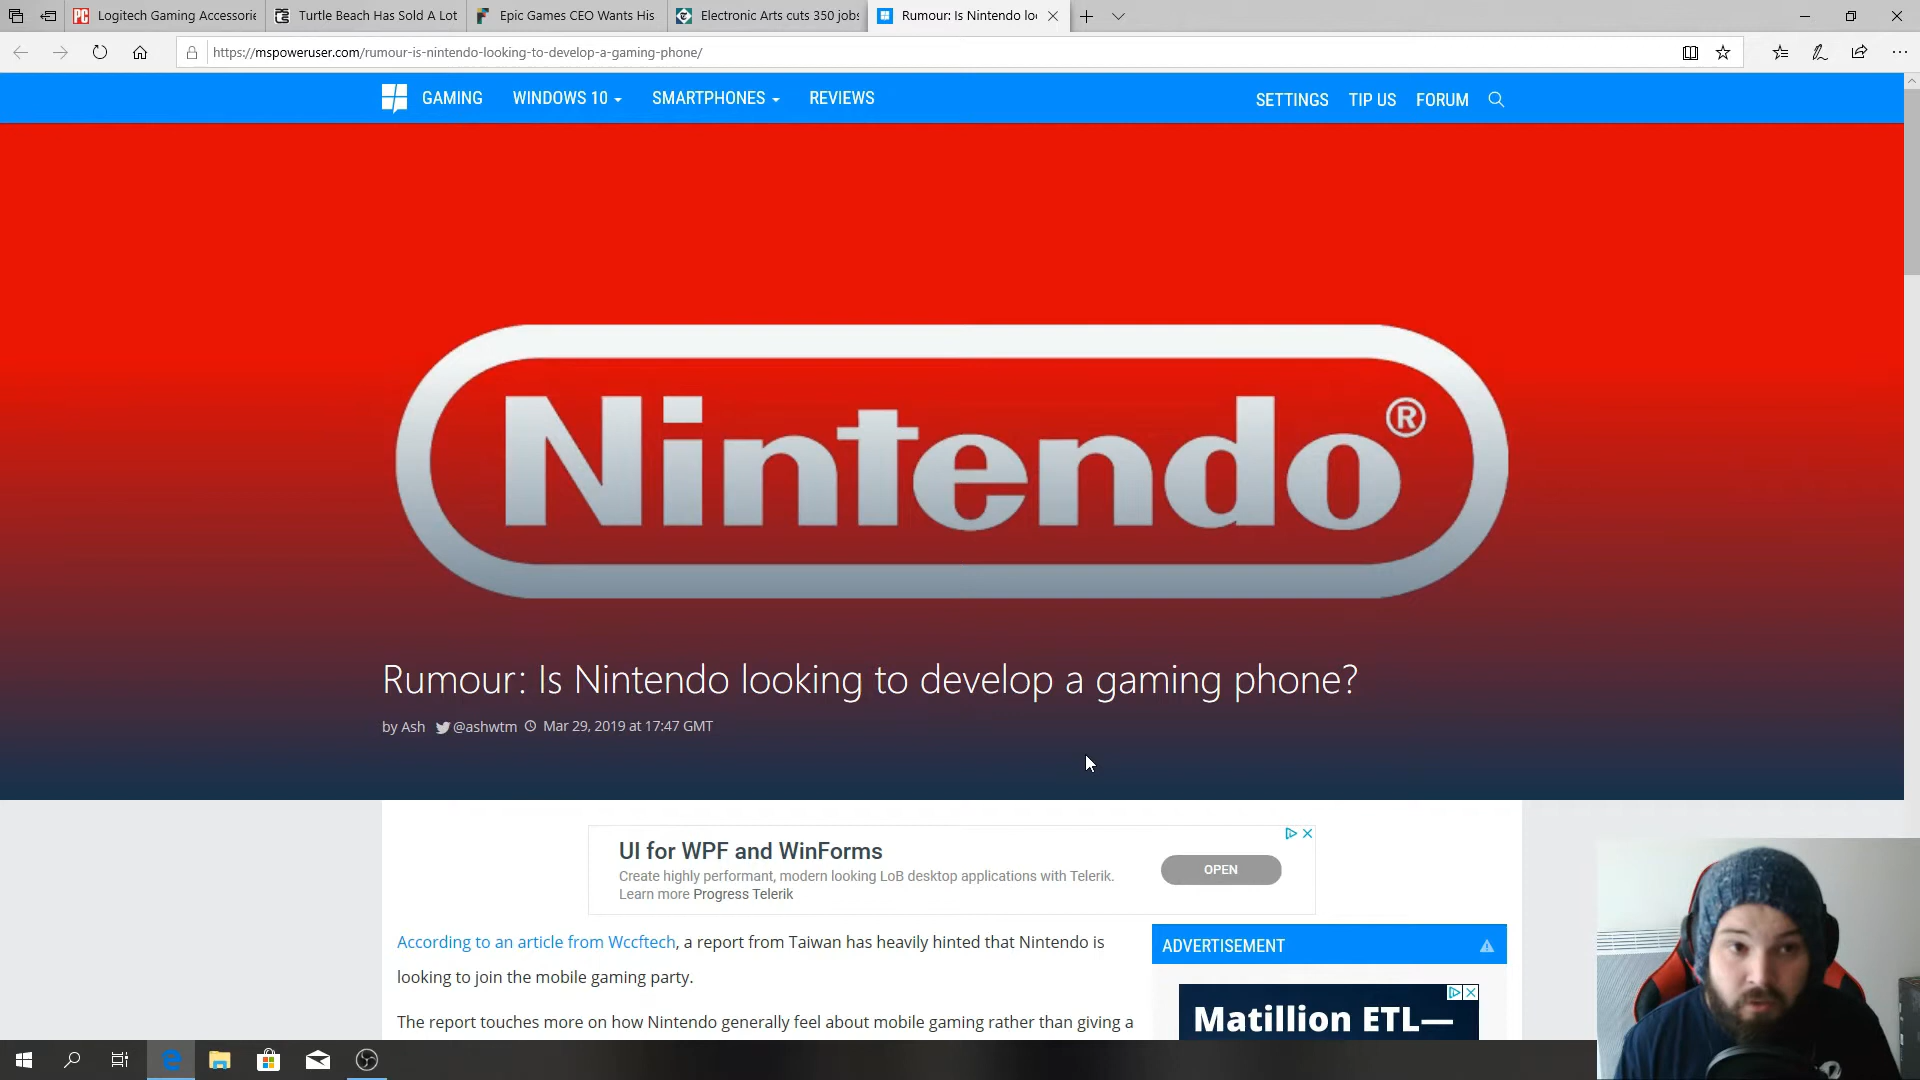 Logitech Gaming Accessorie
Turtle Beach Has Sold A Lot
Epic Games CEO Wants His
Electronic Arts cuts 350 jobs
Rumour: Is Nintendo lo
https://mspoweruser.com/rumour-is-nintendo-looking-to-develop-a-gaming-phone/
GAMING WINDOWS 10 SMARTPHONES REVIEWS SETTINGS TIP US FORUM
Nintendo®
Rumour: Is Nintendo looking to develop a gaming phone?
by Ash @ashwtm Mar 29, 2019 at 17:47 GMT
UI for WPF and WinForms
Create highly performant, modern looking LoB desktop applications with Telerik.
Learn more Progress Telerik
OPEN
According to an article from Wccftech, a report from Taiwan has heavily hinted that Nintendo is
looking to join the mobile gaming party.
The report touches more on how Nintendo generally feel about mobile gaming rather than giving a
ADVERTISEMENT
Matillion ETL—